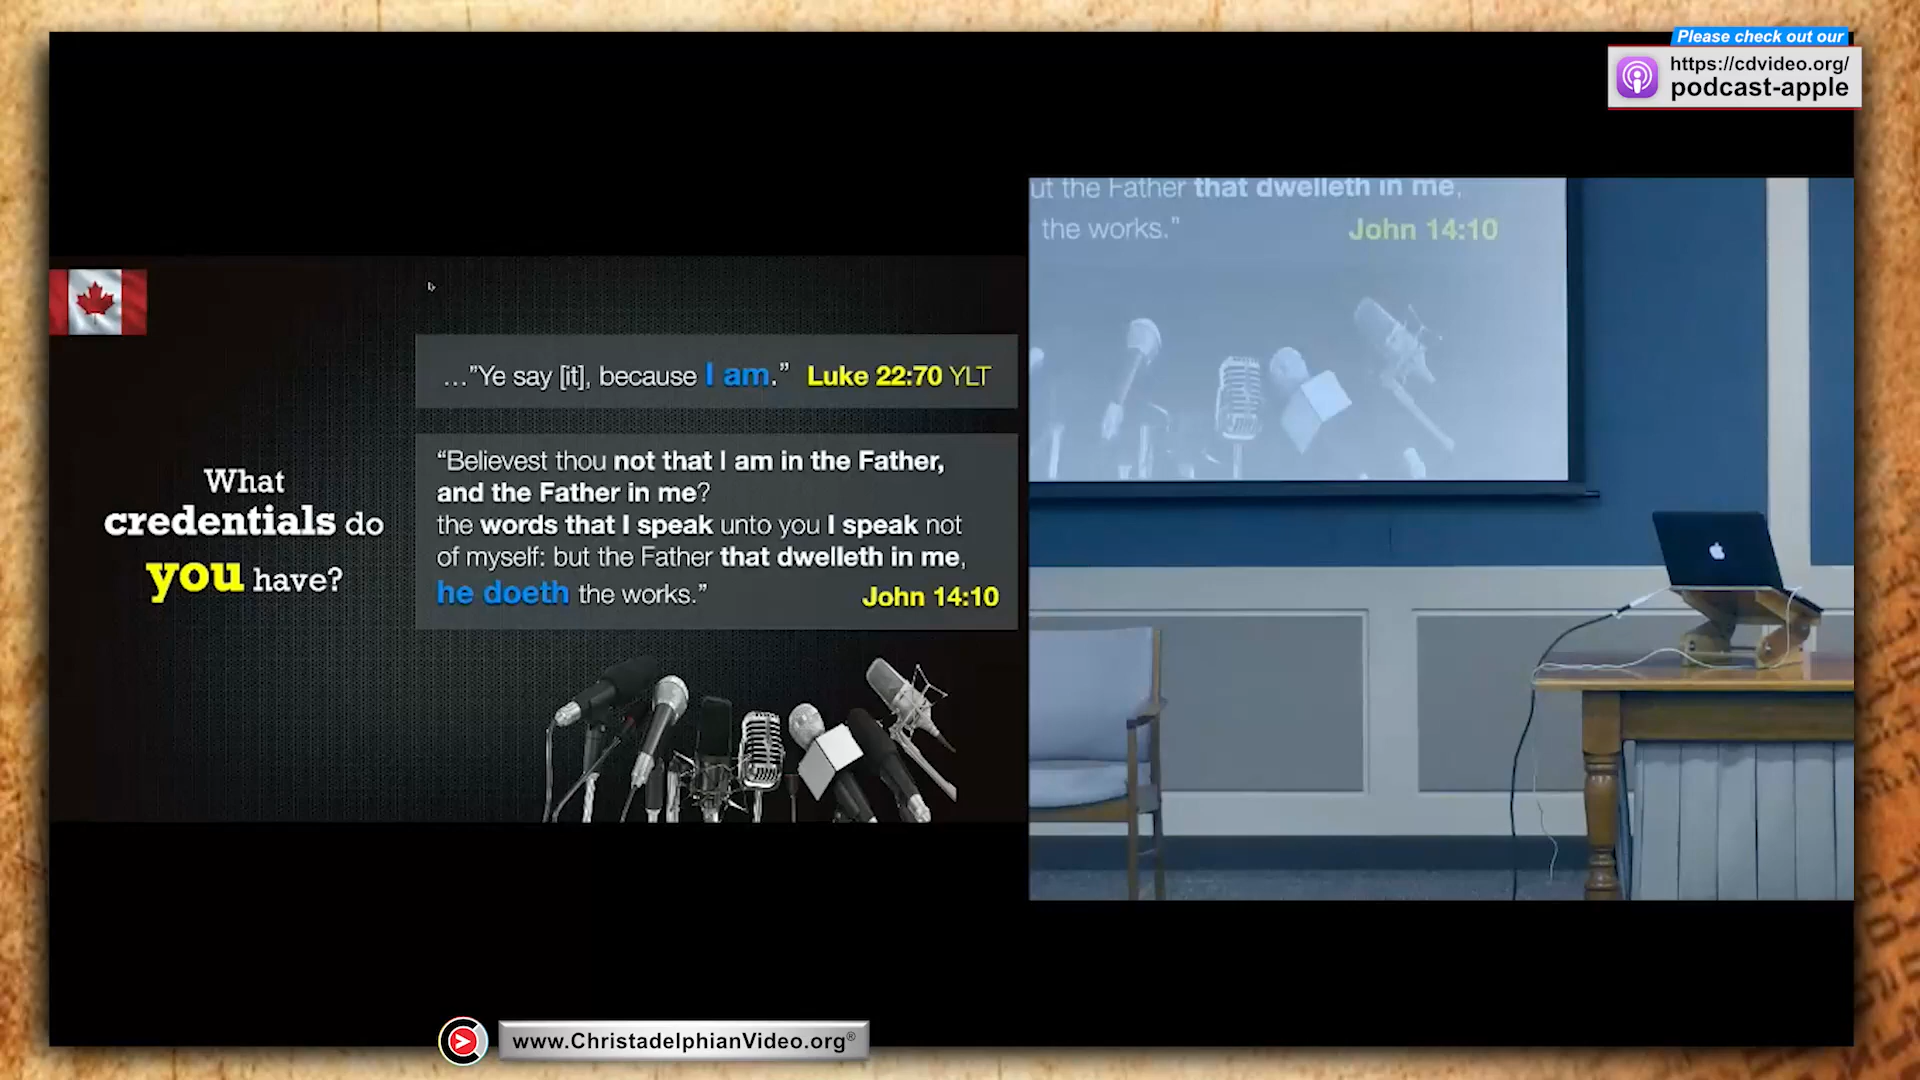 Please check out our
https://cdvideo.org/
podcast-apple
What
credentials do
you have?
…"Ye say [it], because I am.” Luke 22:70 YLT
“Believest thou not that I am in the Father,
and the Father in me?
the words that I speak unto you I speak not
of myself: but the Father that dwelleth in me,
he doeth the works.” John 14:10
ut the Father that dwelleth in me,
the works.” John 14:10
www.ChristadelphianVideo.org®